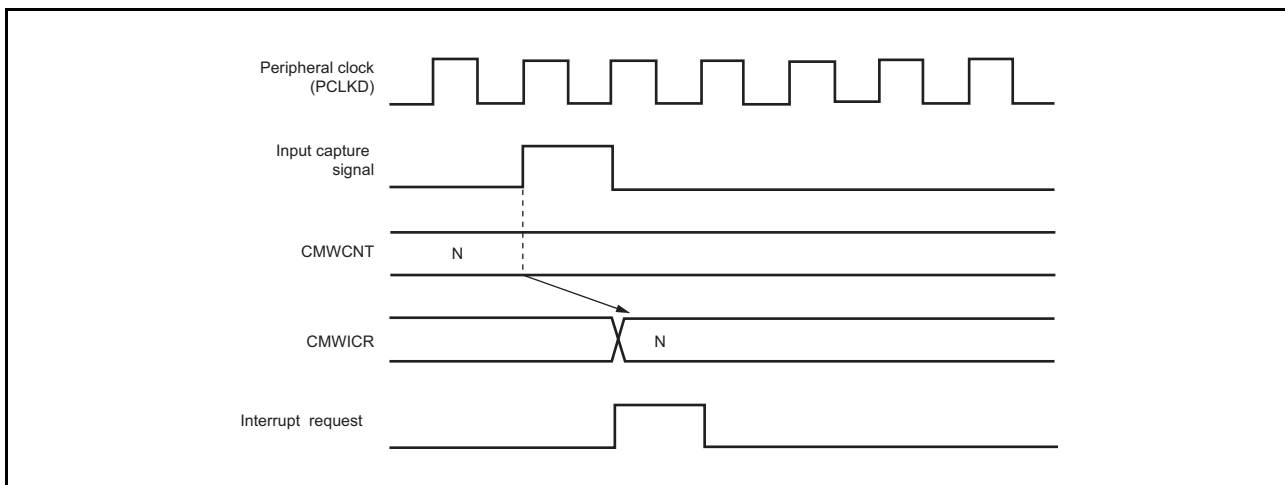 Peripheral clock
(PCLKD)
Input capture
signal
CMWCNT
N
CMWICR
N
Interrupt request